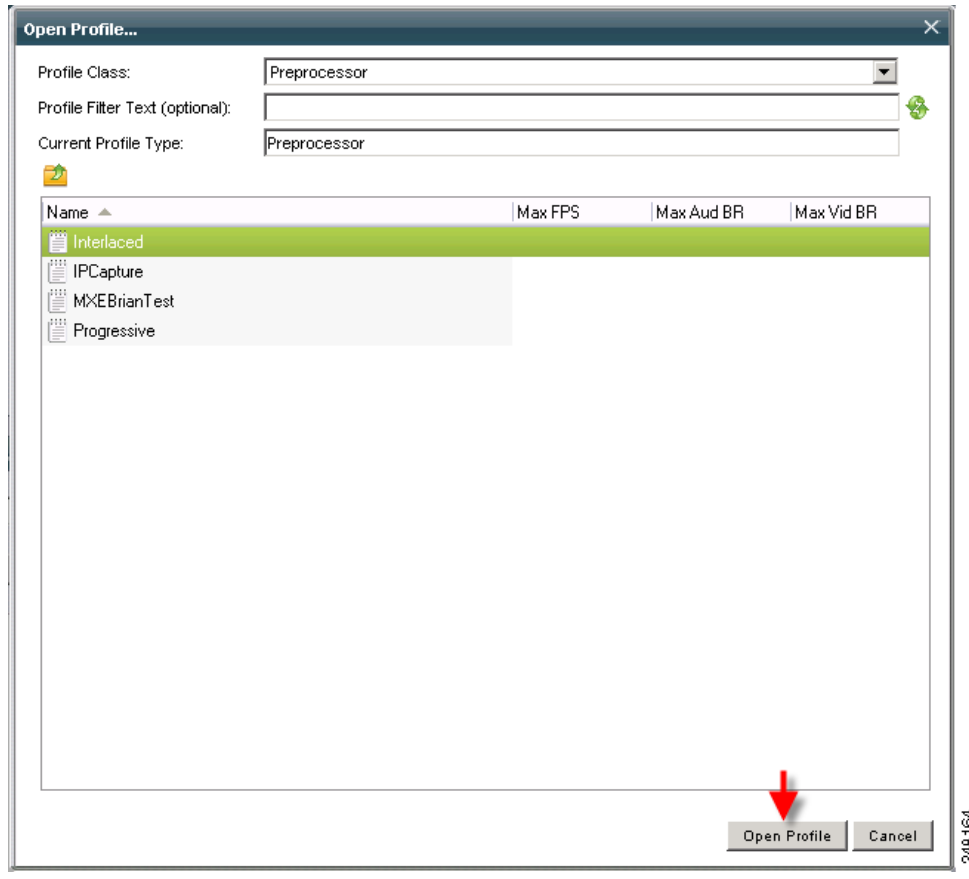 Open Profile...
Profile Class: Preprocessor
Profile Filter Text (optional):
Current Profile Type: Preprocessor
Name Max FPS Max Aud BR Max Vid BR
Interlaced
IPCapture
MXEBrianTest
Progressive
Open Profile Cancel
349164